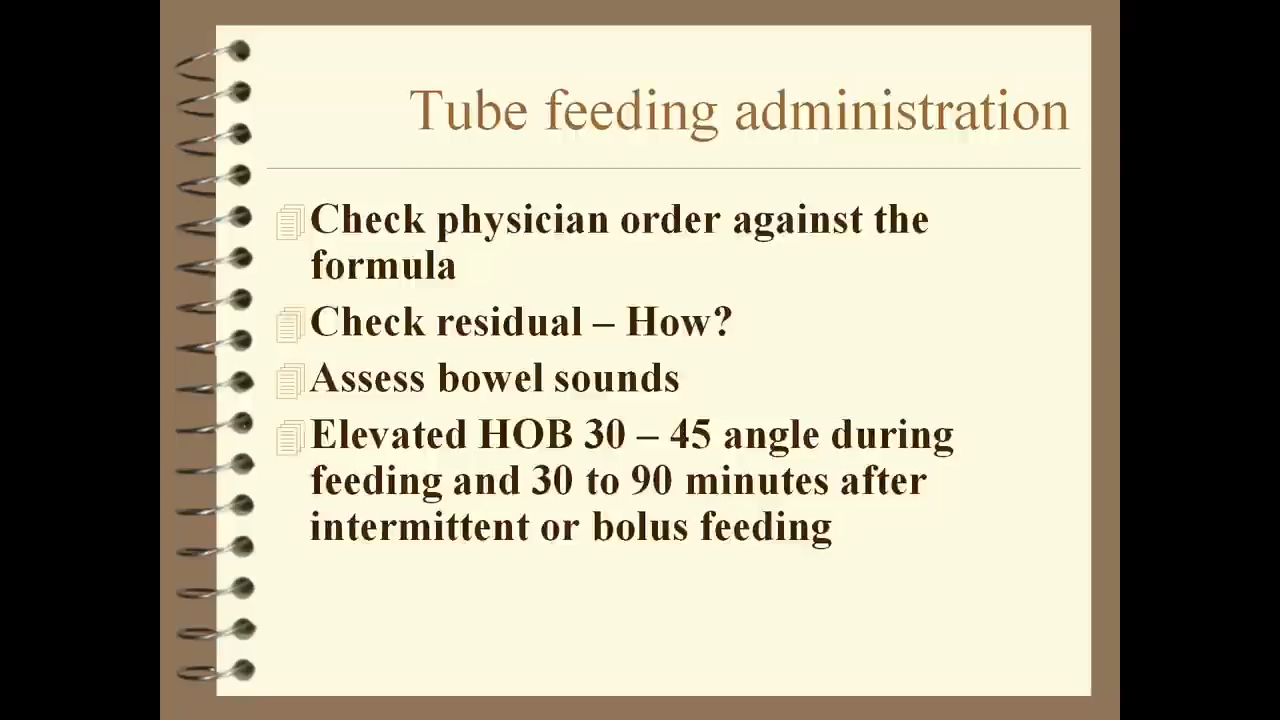 Tube feeding administration
Check physician order against the
formula
Check residual – How?
Assess bowel sounds
Elevated HOB 30 – 45 angle during
feeding and 30 to 90 minutes after
intermittent or bolus feeding